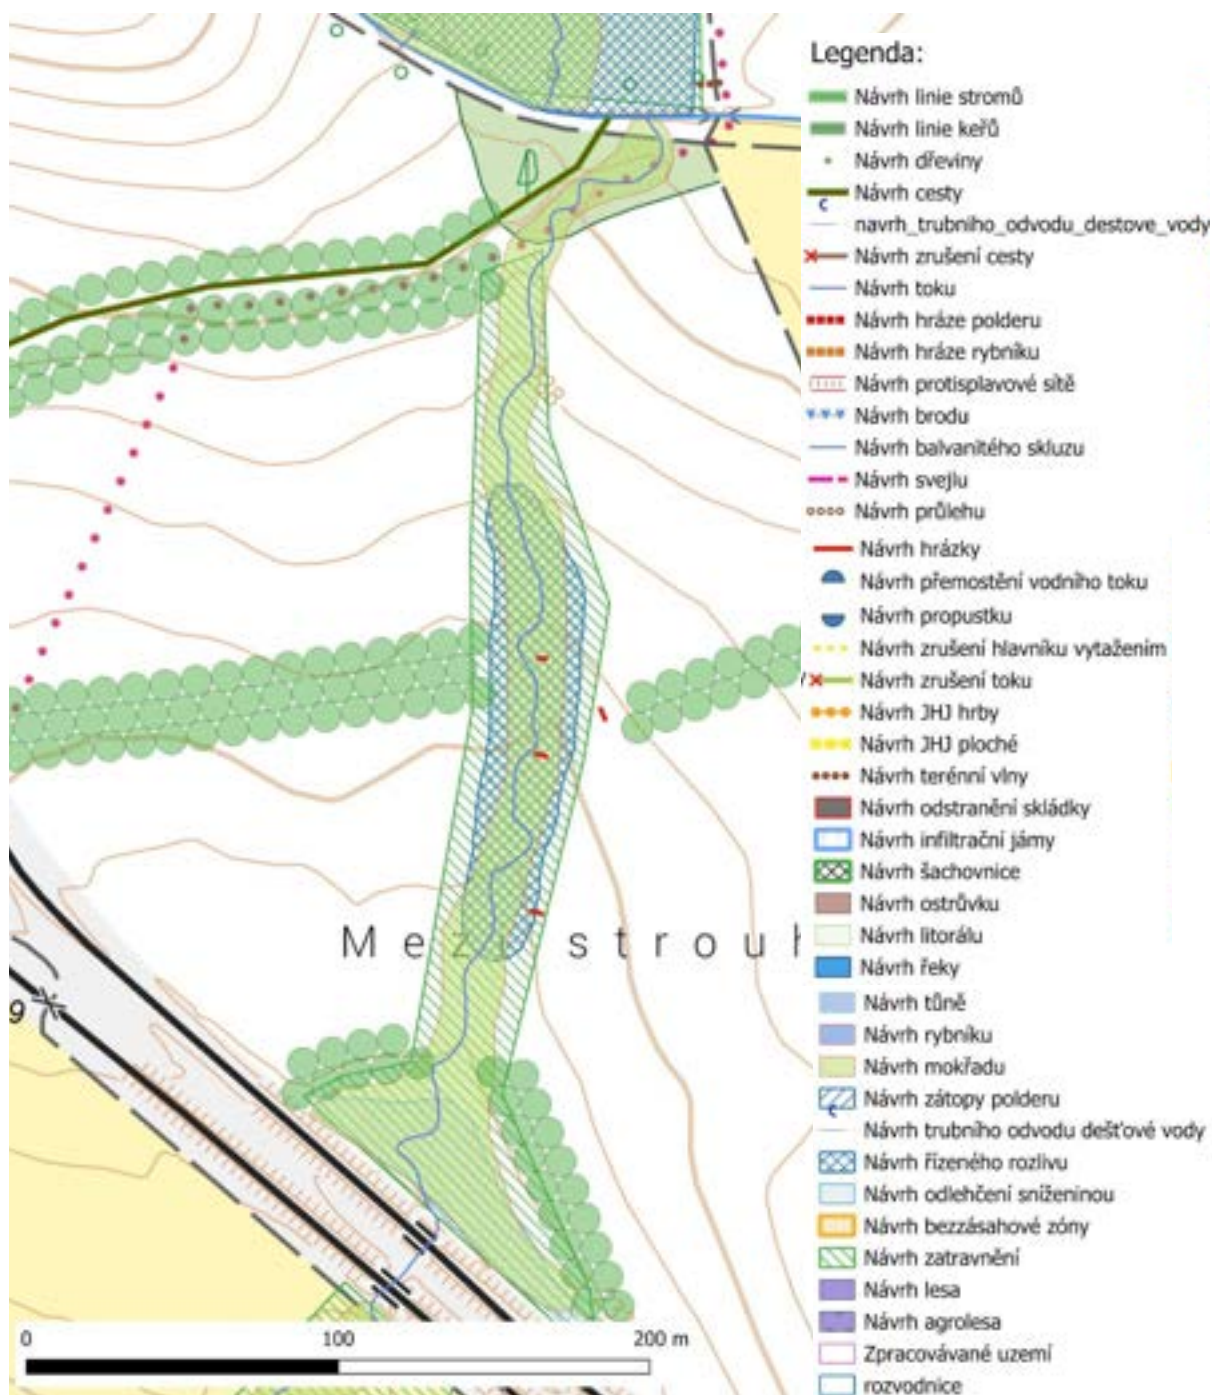 Legenda:
Návrh linie stromů
Návrh linie keřů
Návrh dřeviny
Návrh cesty
navrh_trubniho_odvodu_destove_vody
Návrh zrušení cesty
Návrh toku
Návrh hráze polderu
Návrh hráze rybníku
Návrh protisplavové sítě
Návrh brodu
Návrh balvanitého skluzu
Návrh svejlu
Návrh průlehu
Návrh hrázky
Návrh přemostění vodního toku
Návrh propustku
Návrh zrušení hlavníku vytažením
Návrh zrušení toku
Návrh JHJ hrby
Návrh JHJ ploché
Návrh terénní vlny
Návrh odstranění skládky
Návrh infiltrační jámy
Návrh šachovnice
Návrh ostrůvku
Návrh litorálu
Návrh řeky
Návrh tůně
Návrh rybníku
Návrh mokřadu
Návrh zátopy polderu
Návrh trubního odvodu dešťové vody
Návrh řízeného rozlivu
Návrh odlehčení sníženinou
Návrh bezzásahové zóny
Návrh zatravnění
Návrh lesa
Návrh agrolesa
Zpracovávané uzemí
rozvodnice
Mezi strouh
9
0 100 200 m